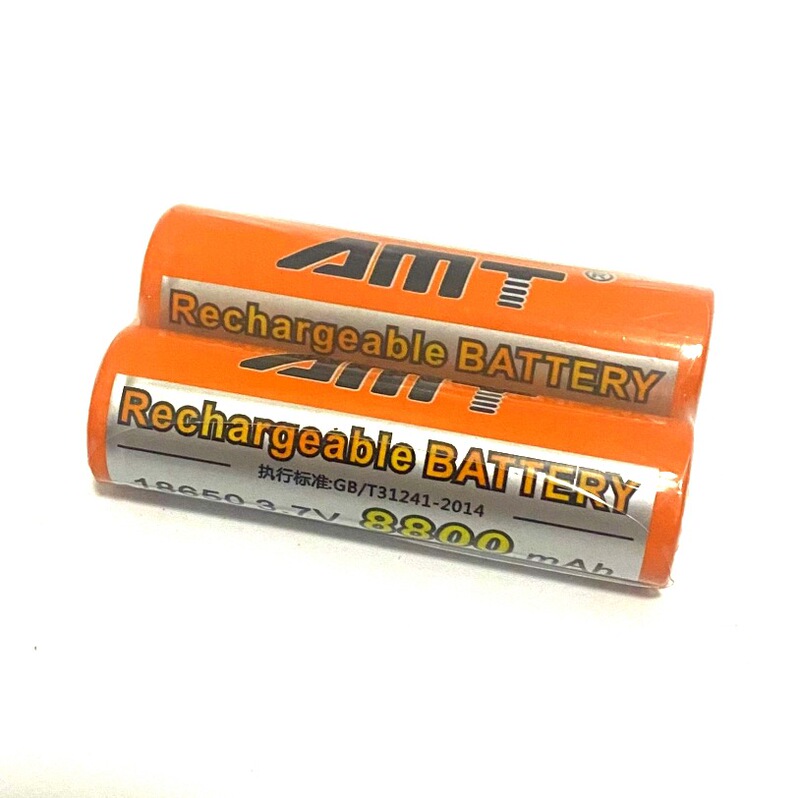 AMT®
Rechargeable BATTERY
AMT
Rechargeable BATTERY
执行标准:GB/T31241-2014
18650 3.7V 8800 mAh